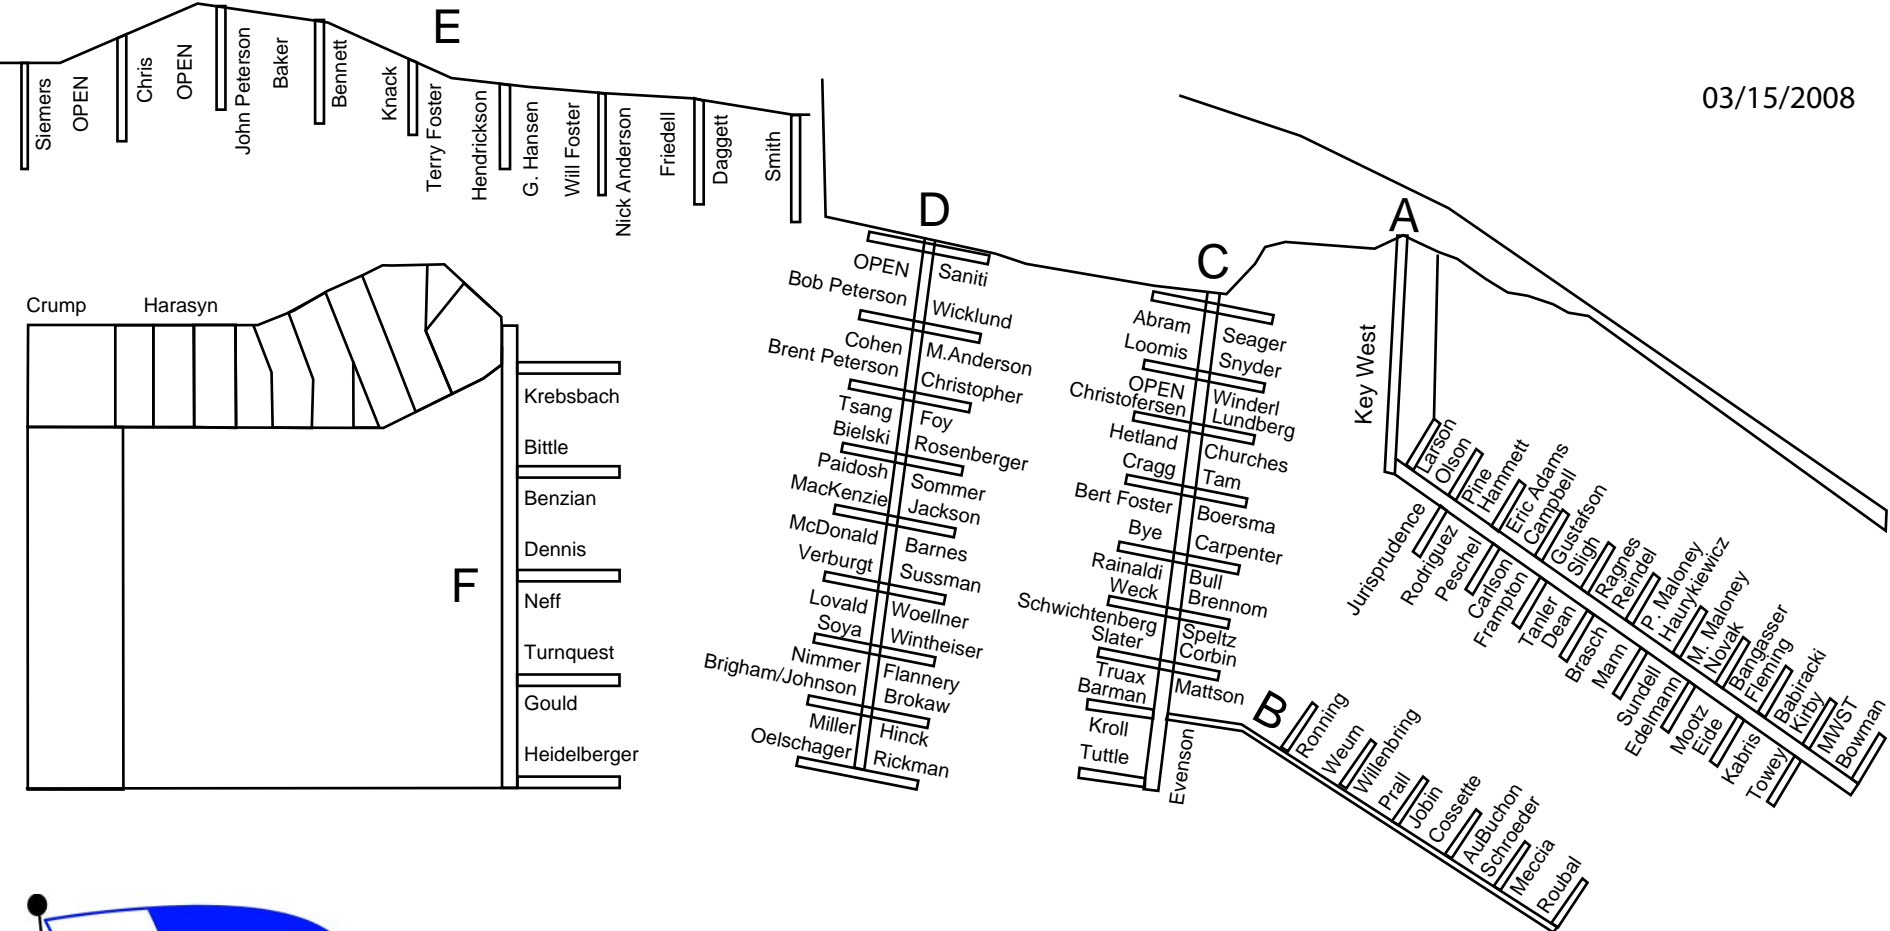 E
03/15/2008
Siemers
OPEN
Chris
OPEN
John Peterson
Baker
Bennett
Knack
Terry Foster
Hendrickson
G. Hansen
Will Foster
Nick Anderson
Friedell
Daggett
Smith
D
OPEN
Saniti
Bob Peterson
Wicklund
Cohen
M.Anderson
Brent Peterson
Christopher
Tsang
Foy
Bielski
Rosenberger
Paidosh
Sommer
MacKenzie
Jackson
McDonald
Barnes
Verburgt
Sussman
Lovald
Woellner
Soya
Wintheiser
Nimmer
Flannery
Brigham/Johnson
Brokaw
Miller
Hinck
Oelschager
Rickman
C
Abram
Seager
Loomis
Snyder
OPEN
Winderl
Christofersen
Lundberg
Hetland
Churches
Cragg
Tam
Bert Foster
Boersma
Bye
Carpenter
Rainaldi
Bull
Weck
Brennom
Schwichtenberg
Speltz
Slater
Corbin
Truax
Mattson
Barman
Kroll
Tuttle
Evenson
A
Key West
Larson
Olson
Pine
Hammett
Eric Adams
Campbell
Gustafson
Sligh
Ragnes
Reindel
P. Maloney
Haurykiewicz
M. Maloney
Novak
Bangasser
Fleming
Babiracki
Kirby
MWST
Bowman
Jurisprudence
Rodriguez
Peschel
Carlson
Frampton
Tanler
Dean
Brasch
Mann
Sundell
Edelmann
Mootz
Eide
Kabris
Towey
B
Ronning
Weum
Willenbring
Prall
Jobin
Cossette
AuBuchon
Schroeder
Meccia
Roubal
Crump
Harasyn
F
Krebsbach
Bittle
Benzian
Dennis
Neff
Turnquest
Gould
Heidelberger